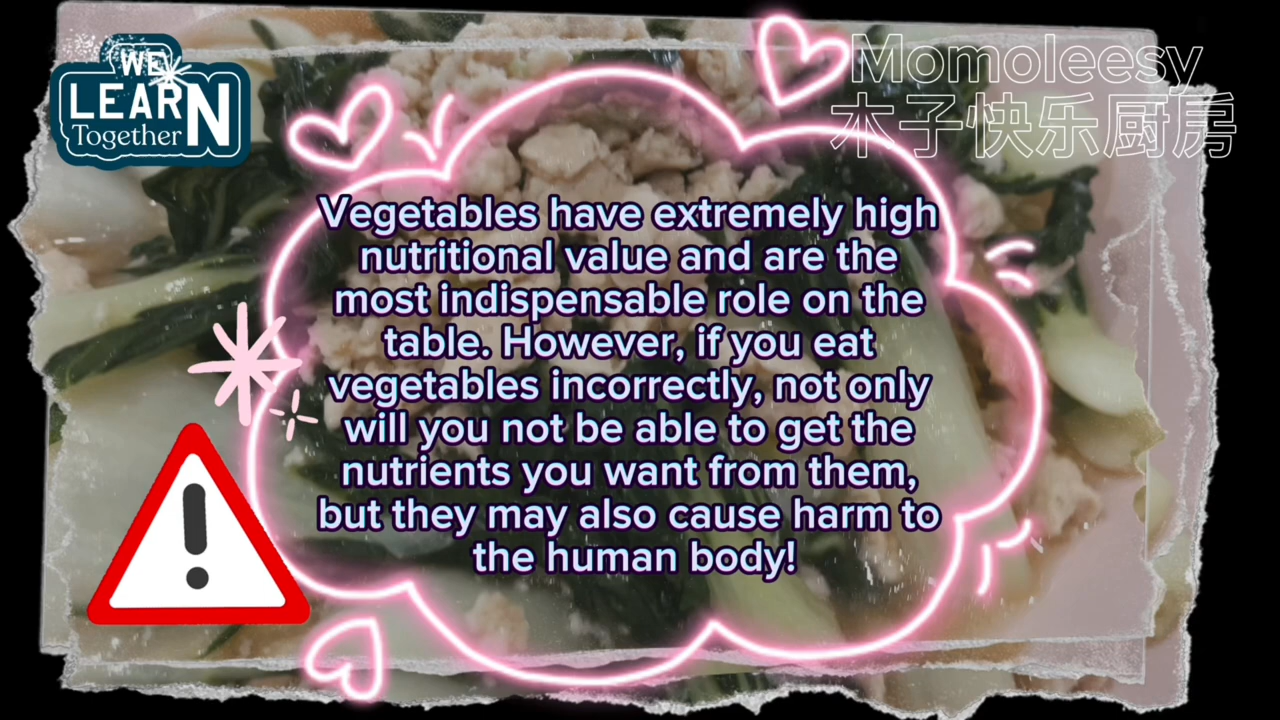 WE
LEARN
Together
Momoleesy
木子快乐厨房
Vegetables have extremely high
nutritional value and are the
most indispensable role on the
table. However, if you eat
vegetables incorrectly, not only
will you not be able to get the
nutrients you want from them,
but they may also cause harm to
the human body!